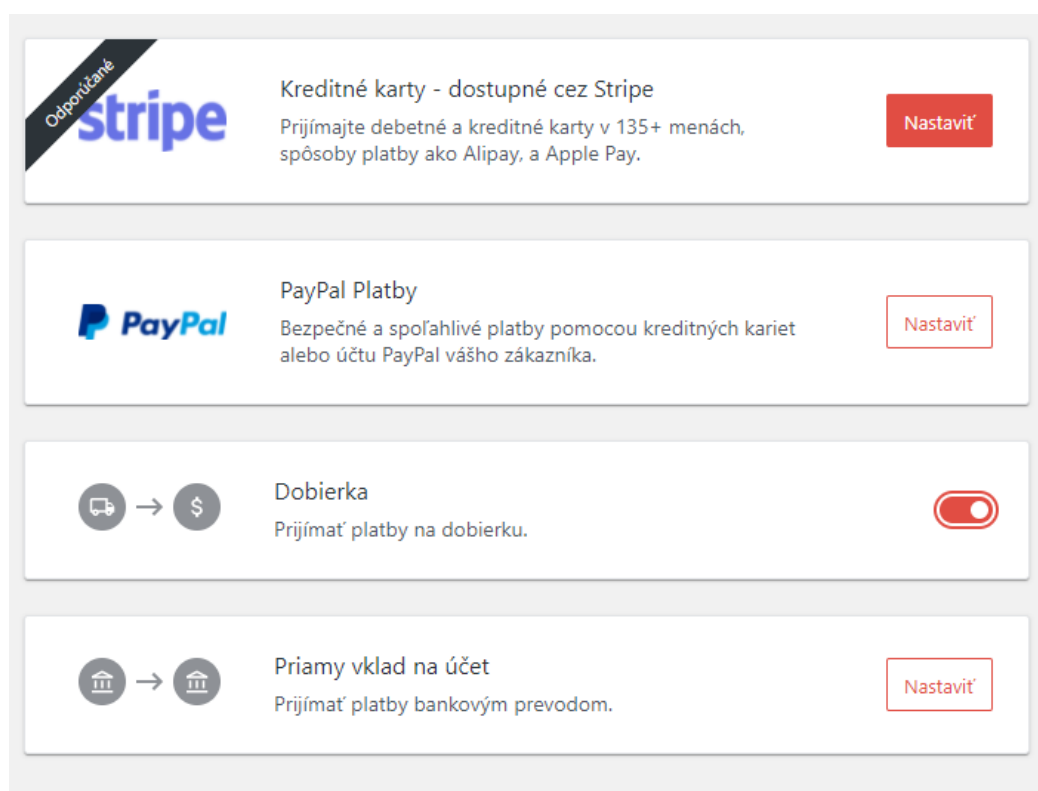 Odporúčané
stripe
Kreditné karty - dostupné cez Stripe
Prijímajte debetné a kreditné karty v 135+ menách,
spôsoby platby ako Alipay, a Apple Pay.
Nastaviť
PayPal
PayPal Platby
Bezpečné a spoľahlivé platby pomocou kreditných kariet
alebo účtu PayPal vášho zákazníka.
Nastaviť
$
Dobierka
Prijímať platby na dobierku.
Priamy vklad na účet
Prijímať platby bankovým prevodom.
Nastaviť